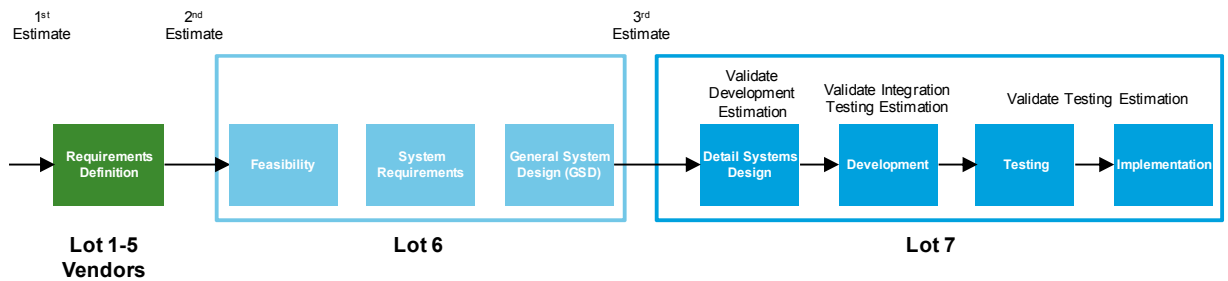 1st
Estimate
2nd
Estimate
3rd
Estimate
Validate
Development
Estimation
Validate Integration
Testing Estimation
Validate Testing Estimation
Requirements
Definition
Feasibility
System
Requirements
General System
Design (GSD)
Detail Systems
Design
Development
Testing
Implementation
Lot 1-5
Vendors
Lot 6
Lot 7